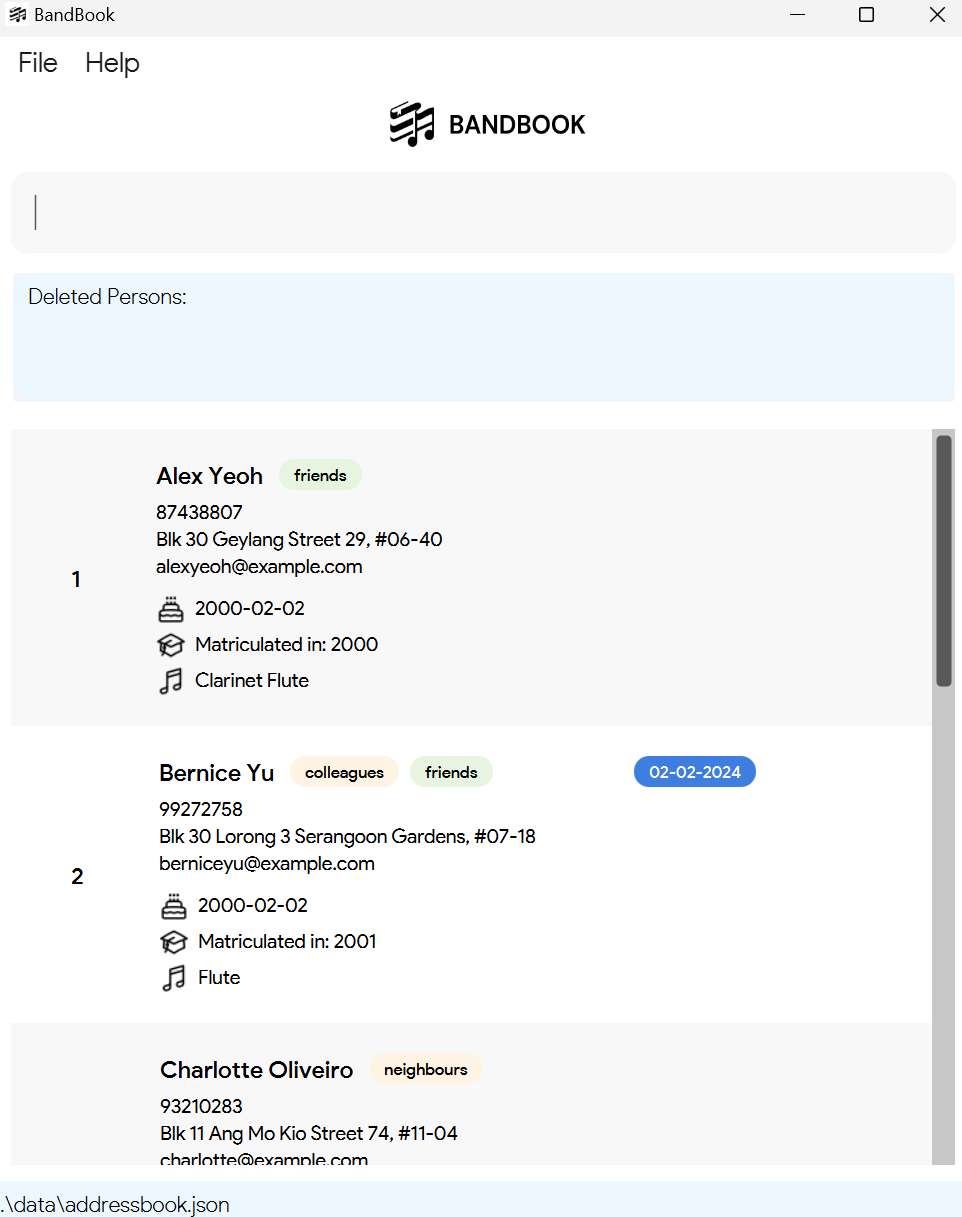 BandBook
File Help
BANDBOOK
Deleted Persons:
Alex Yeoh friends
87438807
Blk 30 Geylang Street 29, #06-40
alexyeoh@example.com
1
2000-02-02
Matriculated in: 2000
Clarinet Flute
Bernice Yu colleagues friends 02-02-2024
99272758
Blk 30 Lorong 3 Serangoon Gardens, #07-18
berniceyu@example.com
2
2000-02-02
Matriculated in: 2001
Flute
Charlotte Oliveiro neighbours
93210283
Blk 11 Ang Mo Kio Street 74, #11-04
charlotte@example.com
.\data\addressbook.json